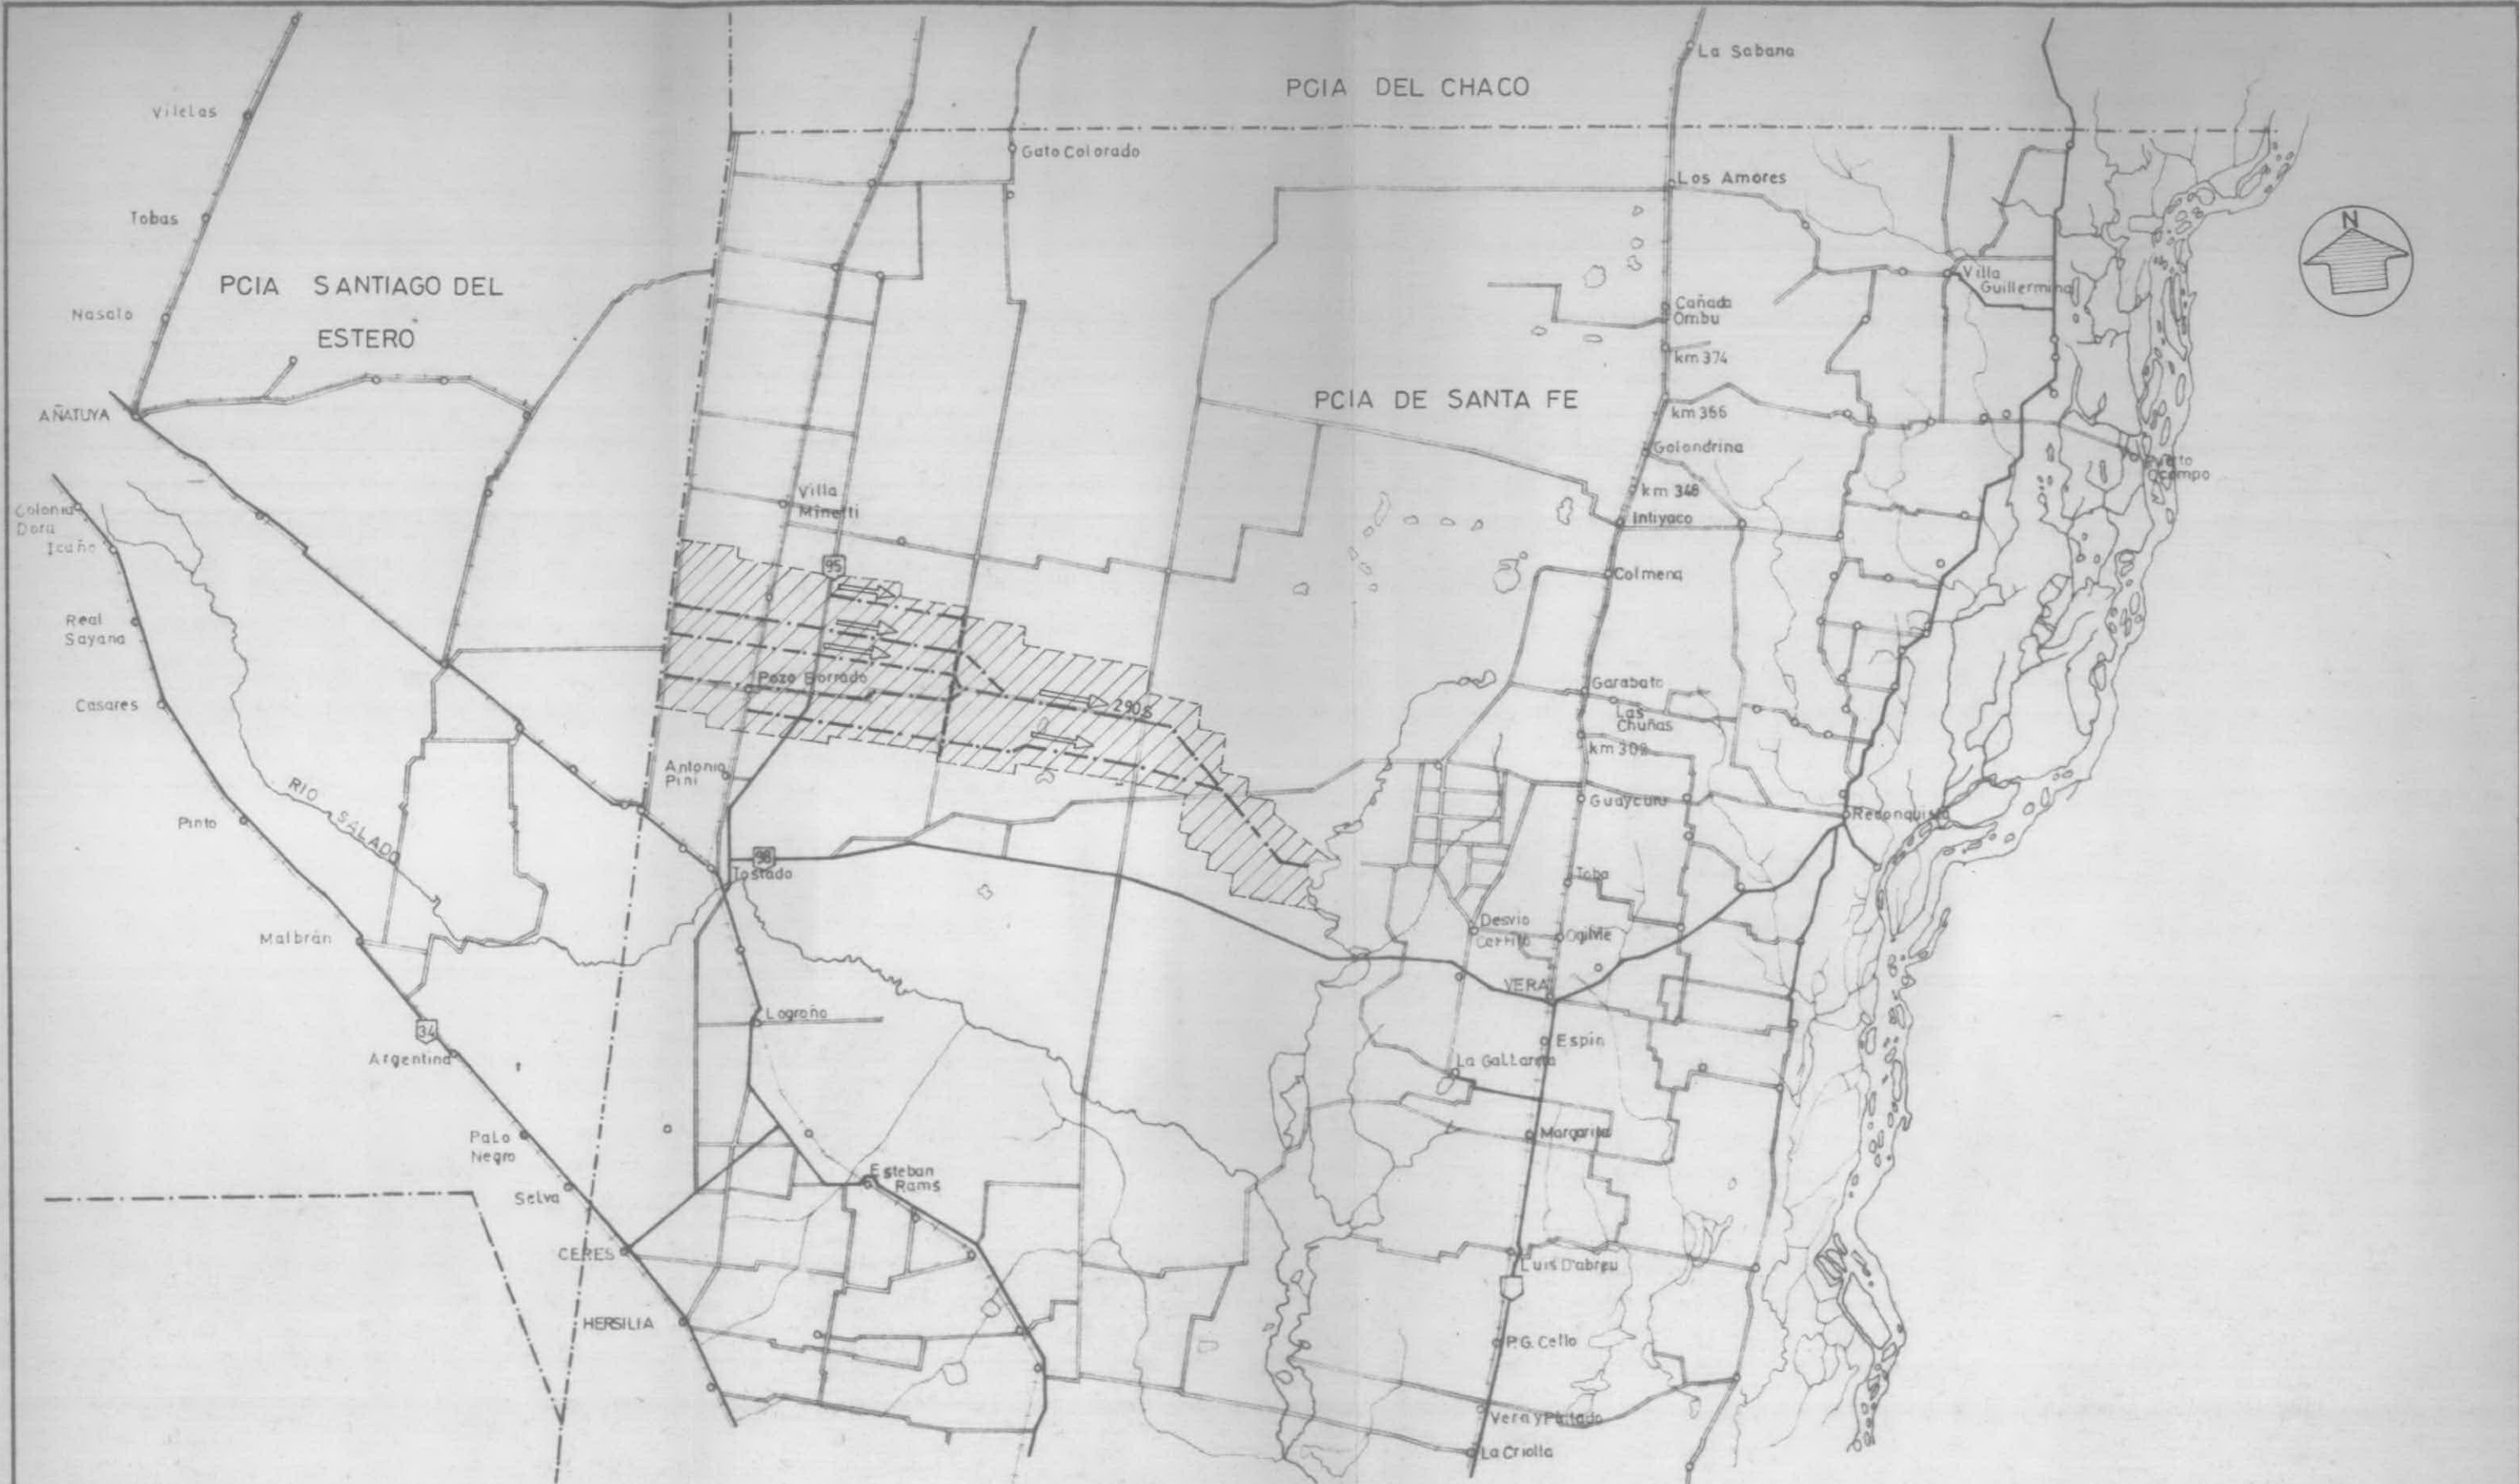 La Sabana
PCIA DEL CHACO
Vilelas
Gato Colorado
Los Amores
Tobas
N
PCIA SANTIAGO DEL
ESTERO
Villa
Guillermina
Nasalo
Cañada
Ombu
km 374
PCIA DE SANTA FE
AÑATUYA
km 366
Golondrina
Puerto
Ocampo
Villa
Minetti
km 348
Colonia
Dora
Intiyaco
Icaño
95
Colmena
Real
Sayana
Pozo Borrado
Garabato
Casares
290s
Las
Chuñas
km 302
Antonio
Pini
RIO SALADO
Guaycuru
Reconquista
Pinto
98
Tostado
Toba
Desvio
Cerrito
Ogilvie
Malbrán
VERA
Logroño
34
Argentina
Espin
La Gallareta
Palo
Negro
Margarita
Esteban
Rams
Selva
CERES
Luis D'abreu
HERSILIA
P.G. Cello
Vera y Pintado
La Criolla